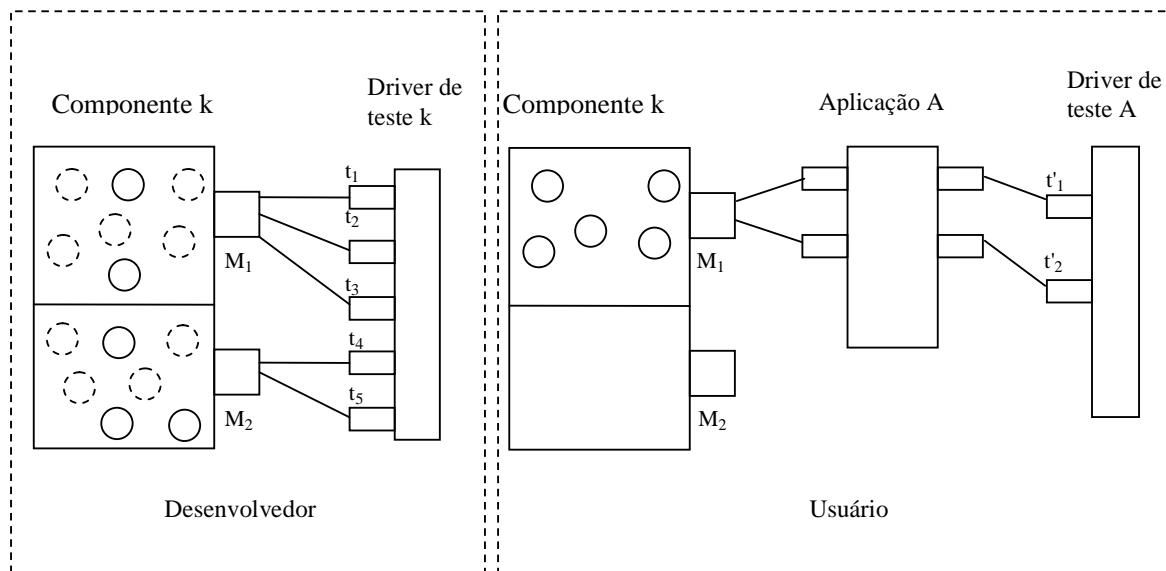 Componente k
Driver de
teste k
t1
t2
t3
t4
t5
M1
M2
Desenvolvedor
Componente k
Aplicação A
Driver de
teste A
t'1
t'2
M1
M2
Usuário